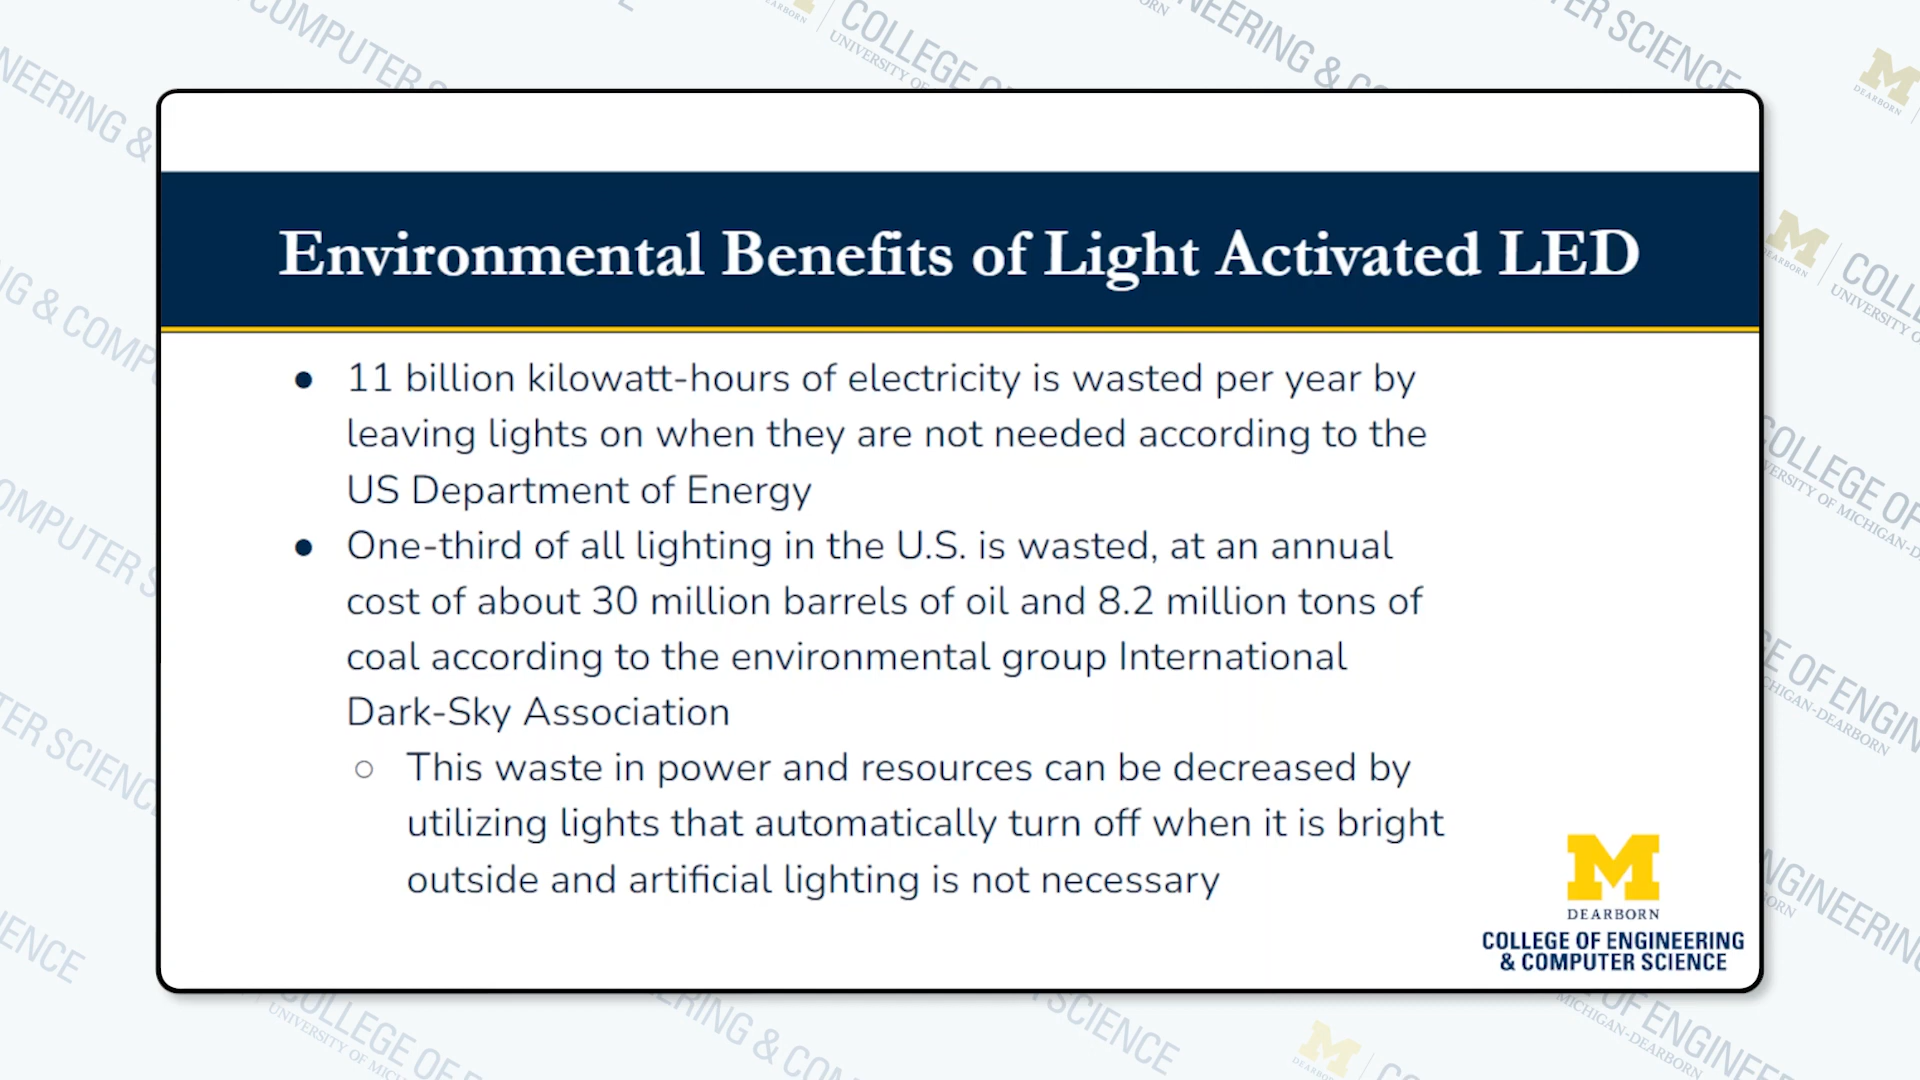 Environmental Benefits of Light Activated LED
● 11 billion kilowatt-hours of electricity is wasted per year by
leaving lights on when they are not needed according to the
US Department of Energy
● One-third of all lighting in the U.S. is wasted, at an annual
cost of about 30 million barrels of oil and 8.2 million tons of
coal according to the environmental group International
Dark-Sky Association
○ This waste in power and resources can be decreased by
utilizing lights that automatically turn off when it is bright
outside and artificial lighting is not necessary
M
DEARBORN
COLLEGE OF ENGINEERING
& COMPUTER SCIENCE